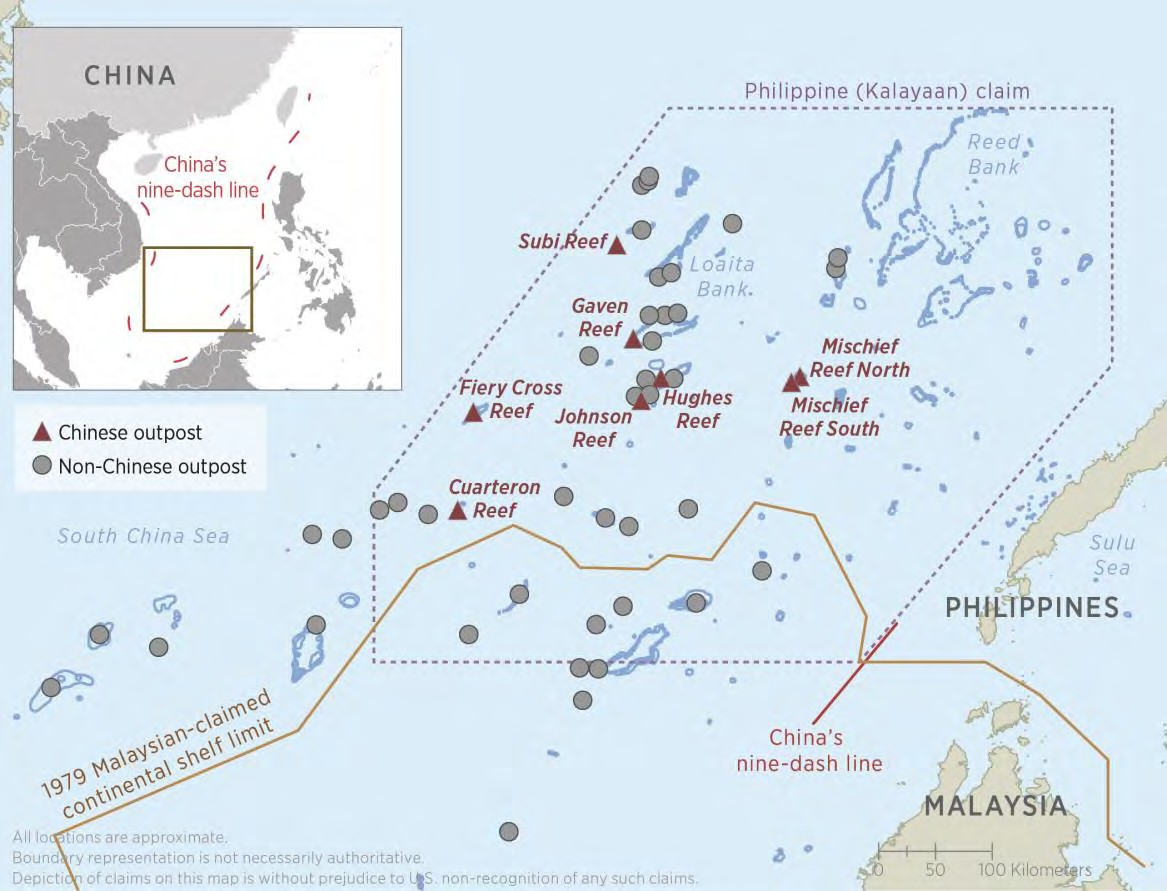 CHINA
China's
nine-dash line
Chinese outpost
Non-Chinese outpost
Philippine (Kalayaan) claim
Reed
Bank
Subi Reef
Loaita
Bank
Gaven
Reef
Mischief
Reef North
Fiery Cross
Reef
Hughes
Reef
Johnson
Reef
Mischief
Reef South
Cuarteron
Reef
South China Sea
Sulu
Sea
PHILIPPINES
1979 Malaysian-claimed
continental shelf limit
China's
nine-dash line
MALAYSIA
0 50 100 Kilometers
All locations are approximate.
Boundary representation is not necessarily authoritative.
Depiction of claims on this map is without prejudice to U.S. non-recognition of any such claims.